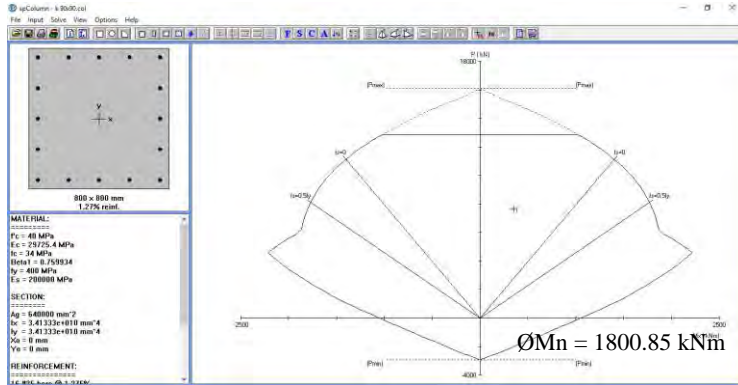 spColumn - k 80x80.col
File Input Solve View Options Help
P (kN)
18000
(Pmax)
(Pmax)
fs=0
fs=0
fs=0.5fy
fs=0.5fy
y
x
800 x 800 mm
1.27% reinf.
MATERIAL:
=========
f'c = 40 MPa
Ec = 29725.4 MPa
fc = 34 MPa
Beta1 = 0.759934
fy = 400 MPa
Es = 200000 MPa
SECTION:
========
Ag = 640000 mm^2
Ix = 3.41333e+010 mm^4
Iy = 3.41333e+010 mm^4
Xo = 0 mm
Yo = 0 mm
REINFORCEMENT:
2500
2500
ØMn = 1800.85 kNm
(Pmin)
(Pmin)
-4000